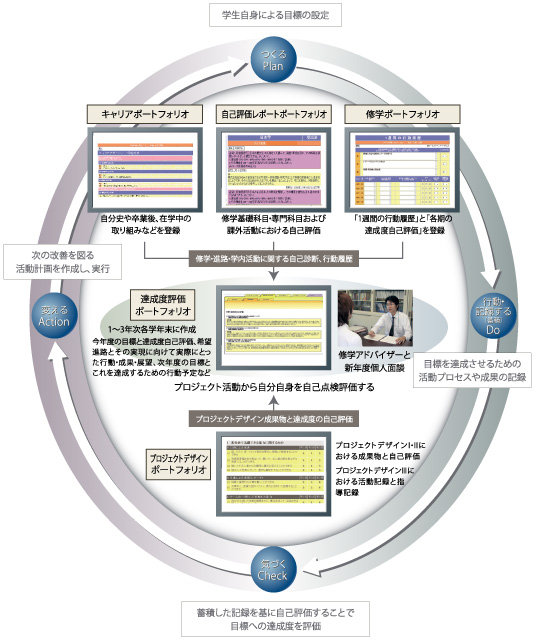 学生自身による目標の設定
つくる
Plan
キャリアポートフォリオ
自己評価レポートポートフォリオ
修学ポートフォリオ
自分史や卒業後、在学中の
取り組みなどを登録
修学基礎科目・専門科目および
課外活動における自己評価
「1週間の行動履歴」と「各期の
達成度自己評価」を登録
次の改善を図る
活動計画を作成し、実行
修学・進路・学内活動に関する自己診断、行動履歴
変える
Action
達成度評価
ポートフォリオ
1〜3年次各学年末に作成
今年度の目標と達成度自己評価、希望
進路とその実現に向けて実際にとっ
た行動・成果・展望、次年度の目標と
これを達成するための行動予定など
修学アドバイザーと
新年度個人面談
行動・
記録する
(蓄積)
Do
目標を達成させるための
活動プロセスや成果の記録
プロジェクト活動から自分自身を自己点検評価する
プロジェクトデザイン成果物と達成度の自己評価
プロジェクトデザイン
ポートフォリオ
プロジェクトデザインI・IIに
おける成果物と自己評価
プロジェクトデザインIIIに
おける活動記録と指
導記録
気づく
Check
蓄積した記録を基に自己評価することで
目標への達成度を評価